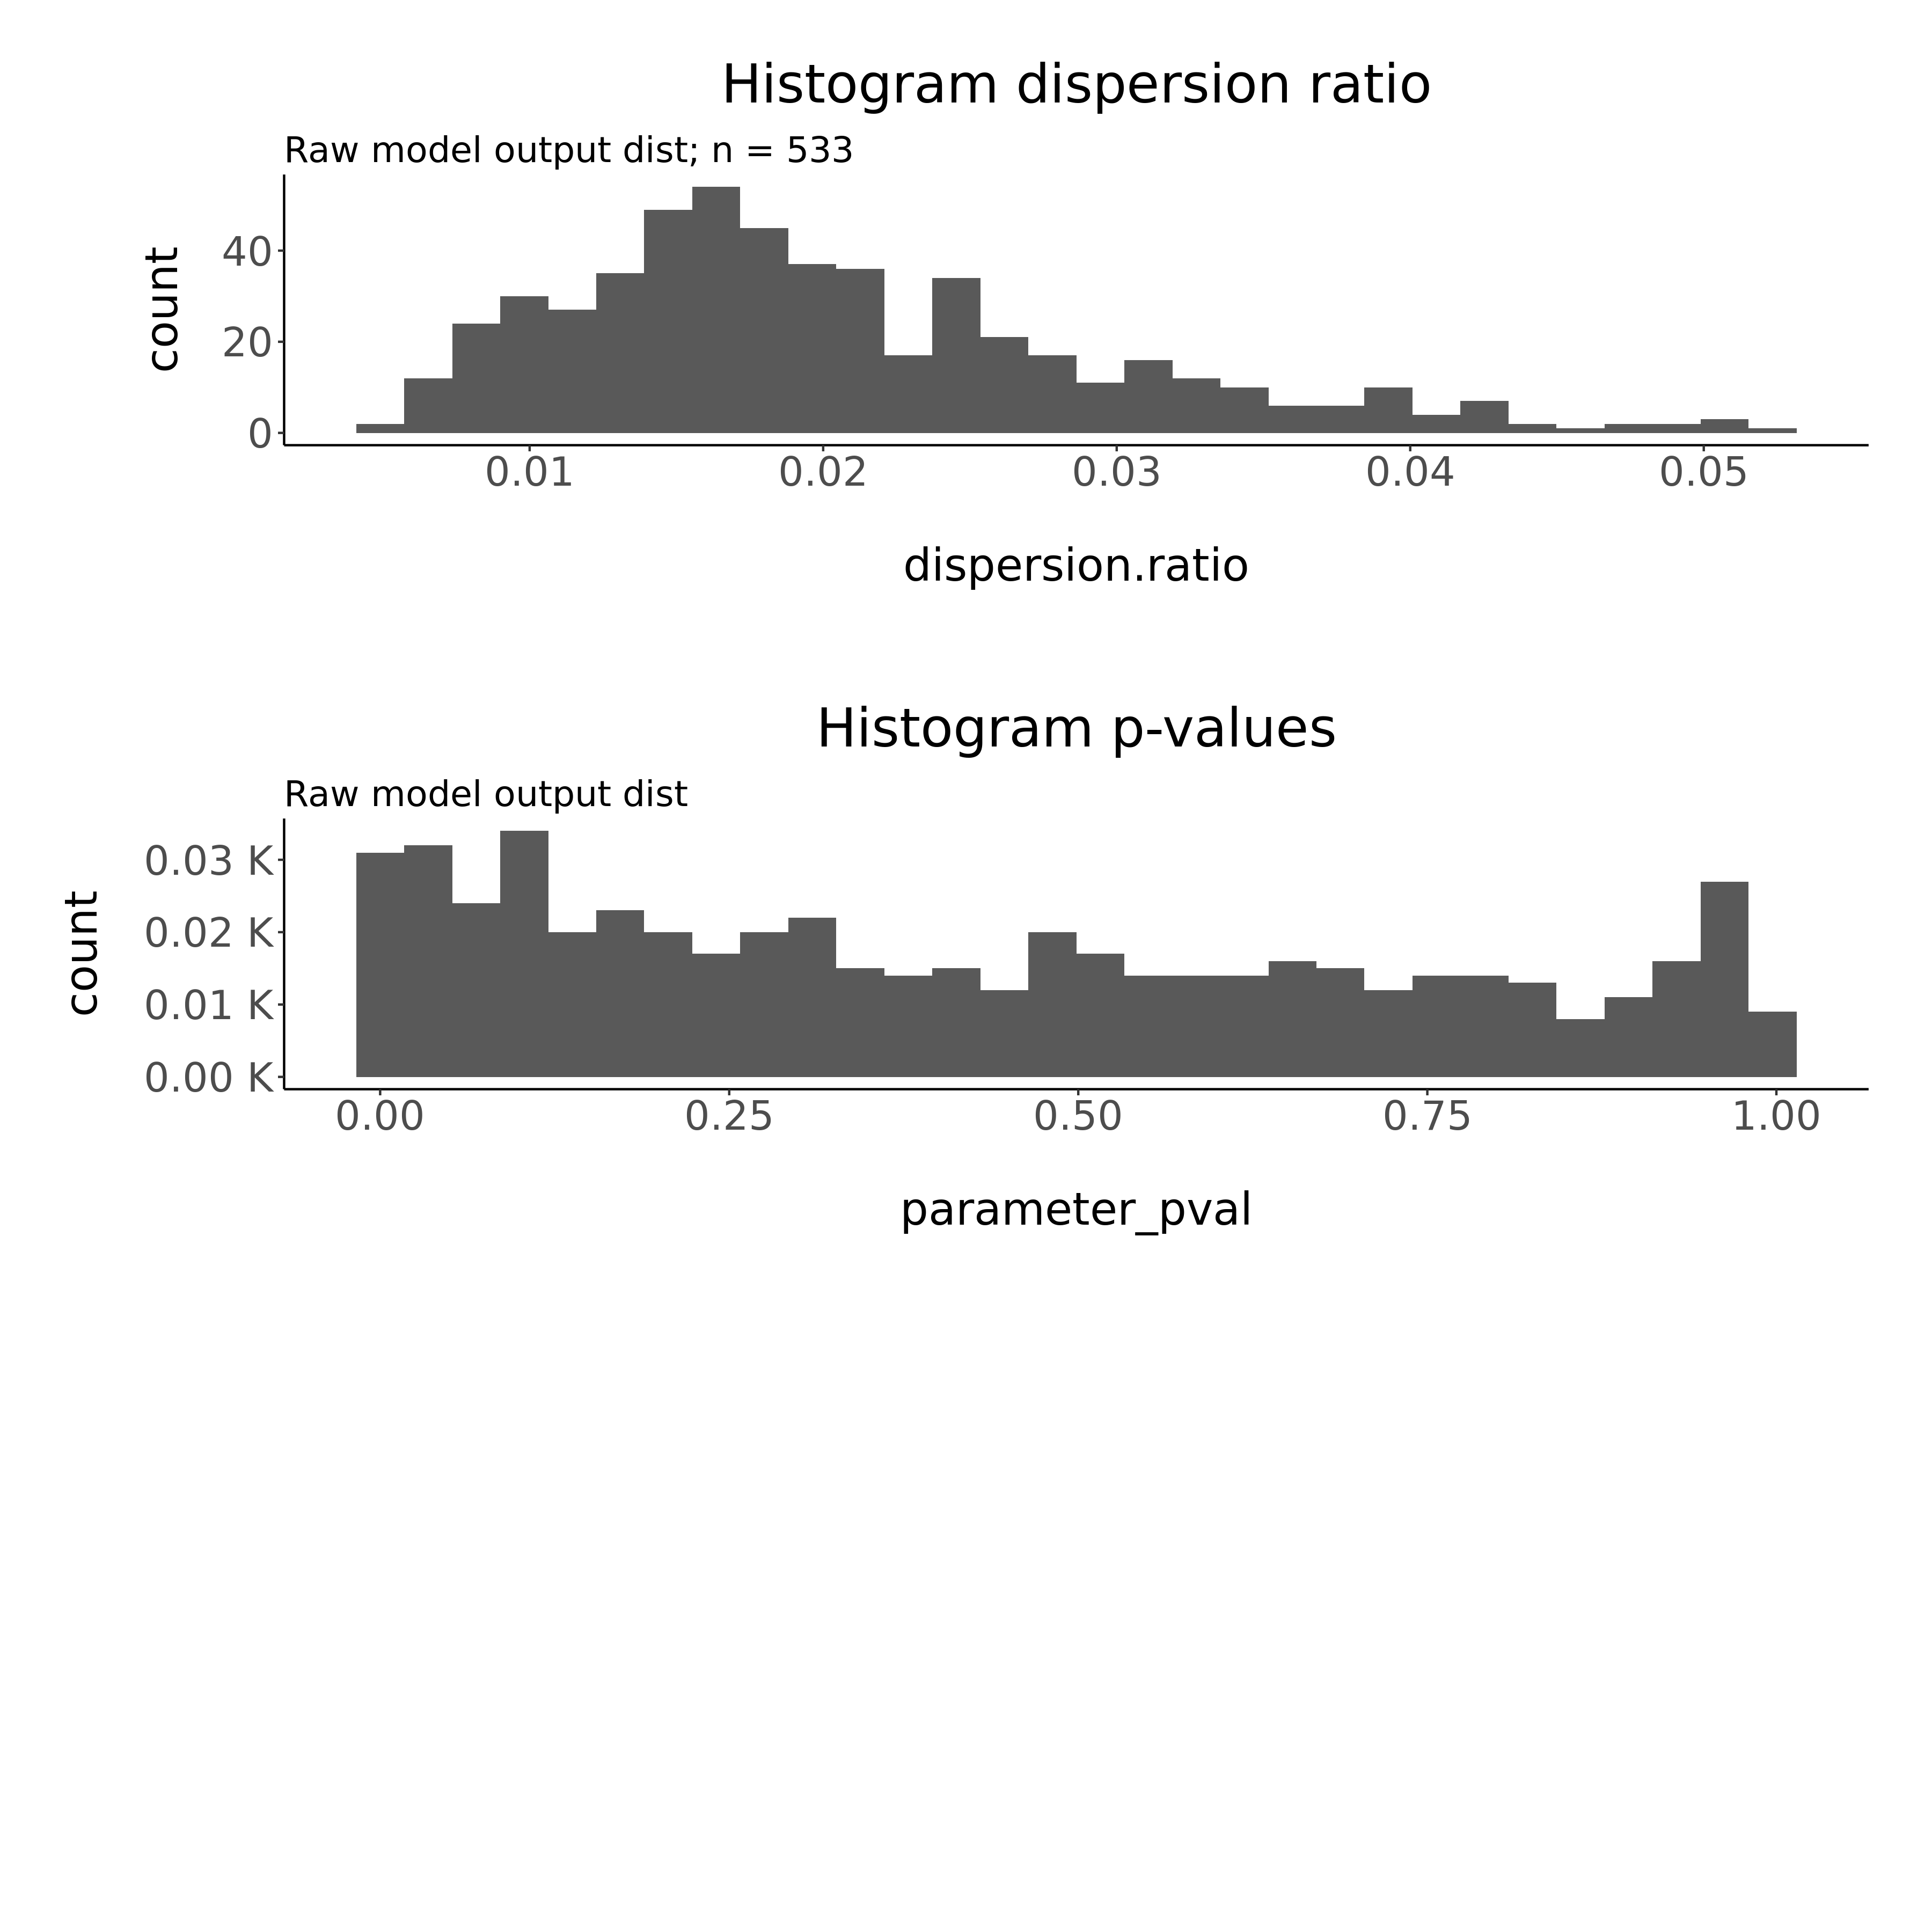 Histogram dispersion ratio
Raw model output dist; n = 533
count
40
20
0
0.01 0.02 0.03 0.04 0.05
dispersion.ratio
Histogram p-values
Raw model output dist
count
0.03 K
0.02 K
0.01 K
0.00 K
0.00 0.25 0.50 0.75 1.00
parameter_pval